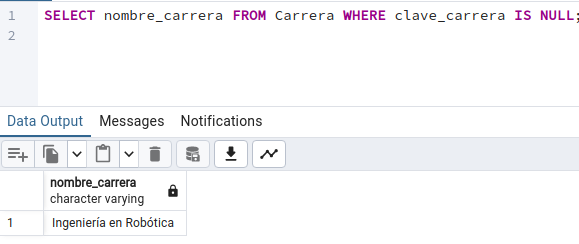 1 SELECT nombre_carrera FROM Carrera WHERE clave_carrera IS NULL;
2
Data Output Messages Notifications
nombre_carrera
character varying
1 Ingeniería en Robótica